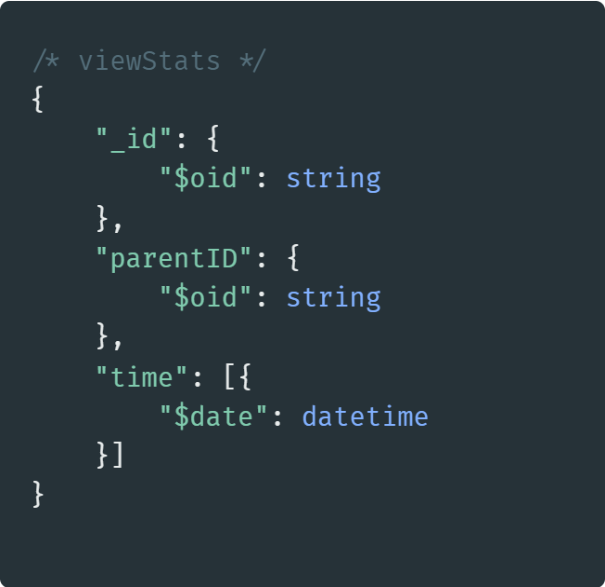 /* viewStats */
{
    "_id": {
        "$oid": string
    },
    "parentID": {
        "$oid": string
    },
    "time": [{
        "$date": datetime
    }]
}